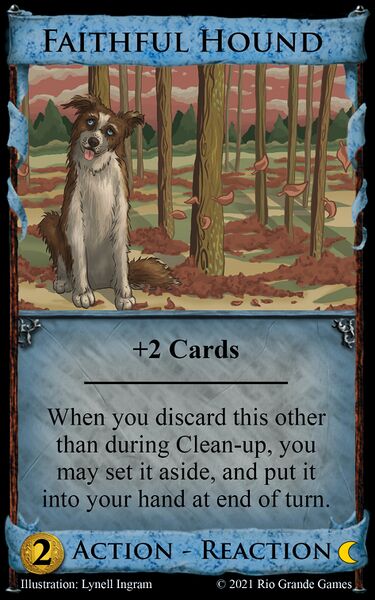 Faithful Hound
+2 Cards
When you discard this other
than during Clean-up, you
may set it aside, and put it
into your hand at end of turn.
2 Action - Reaction
Illustration: Lynell Ingram © 2021 Rio Grande Games